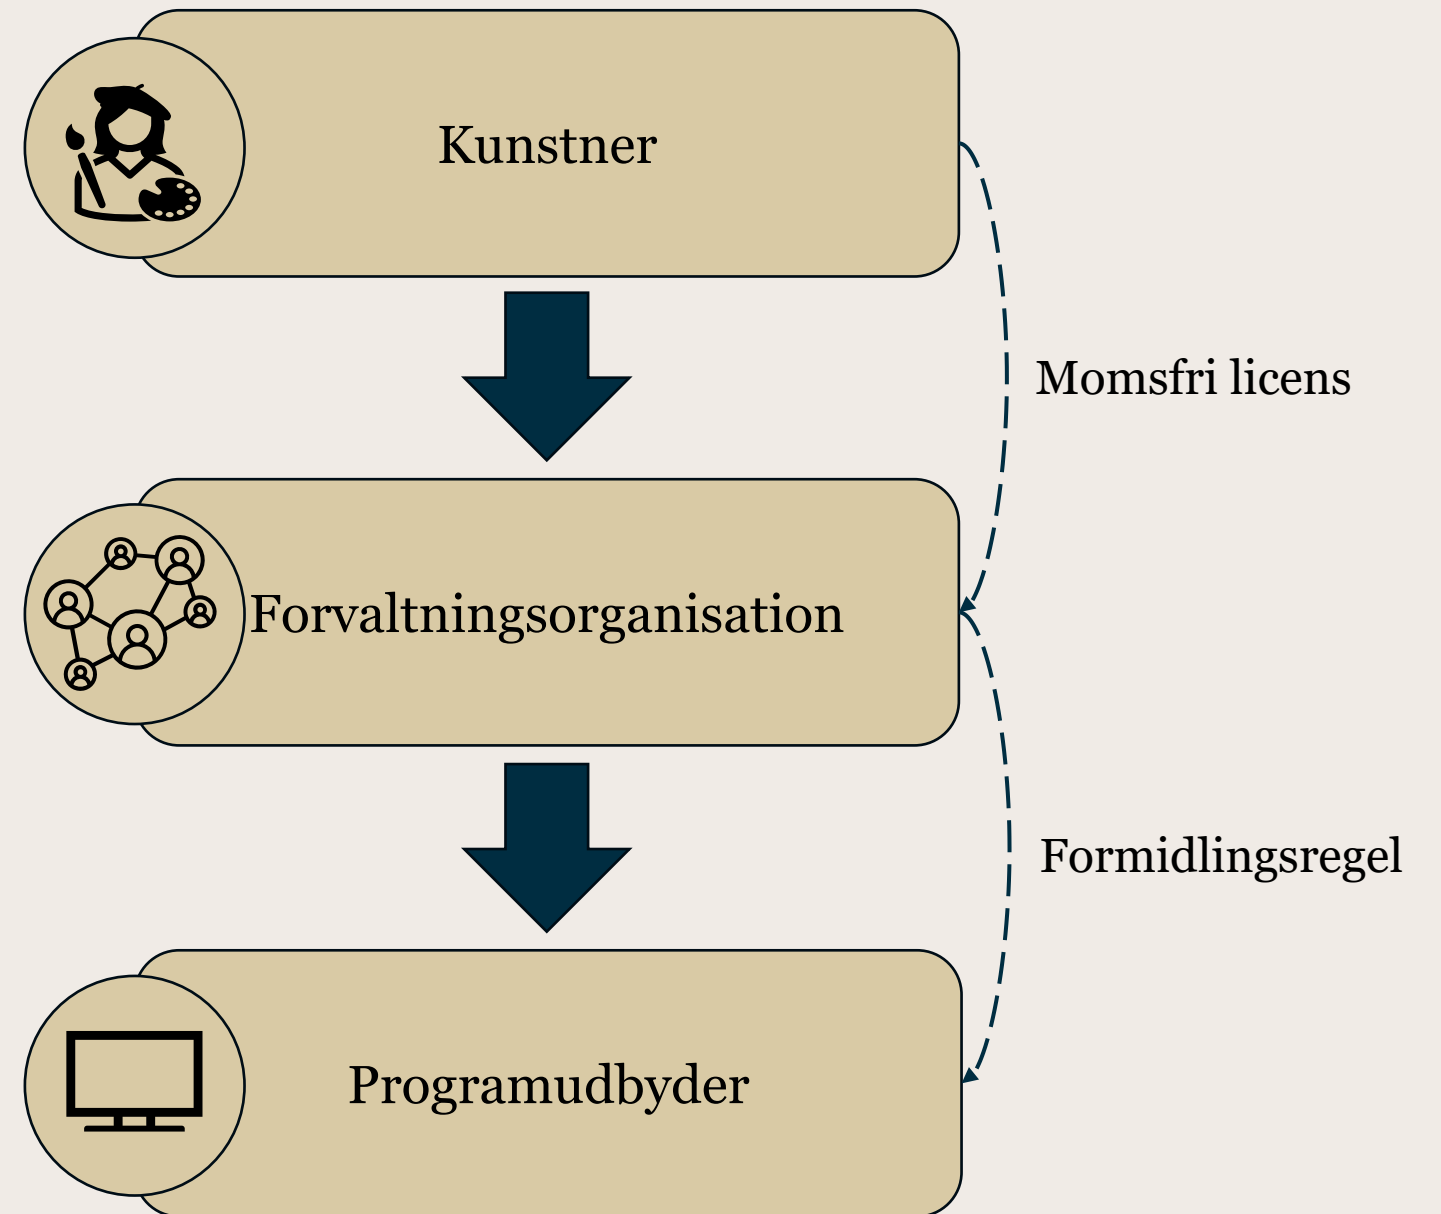 Kunstner
Momsfri licens
Forvaltningsorganisation
Formidlingsregel
Programudbyder